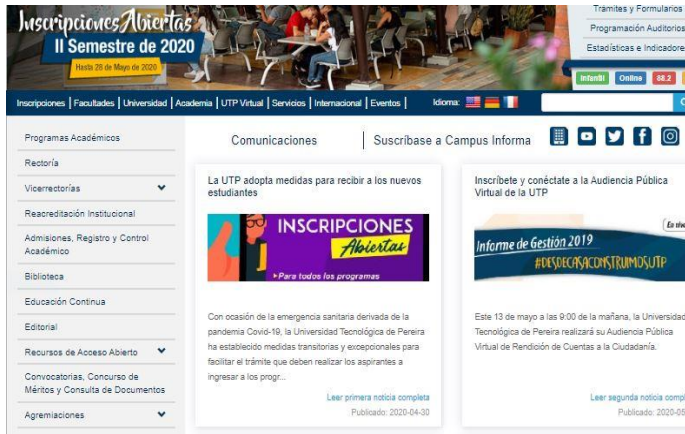 Inscripciones Abiertas
II Semestre de 2020
Hasta 28 de Mayo de 2020
Trámites y Formularios
Programación Auditorios
Estadísticas e Indicadores
Infantil Online 88.2
Inscripciones | Facultades | Universidad | Academia | UTP Virtual | Servicios | Internacional | Eventos | Idioma:
Programas Académicos
Rectoría
Vicerrectorías
Reacreditación Institucional
Admisiones, Registro y Control
Académico
Biblioteca
Educación Continua
Editorial
Recursos de Acceso Abierto
Convocatorias, Concurso de
Méritos y Consulta de Documentos
Agremiaciones
Comunicaciones | Suscríbase a Campus Informa
La UTP adopta medidas para recibir a los nuevos
estudiantes
INSCRIPCIONES
Abiertas
Para todos los programas
Con ocasión de la emergencia sanitaria derivada de la
pandemia Covid-19, la Universidad Tecnológica de Pereira
ha establecido medidas transitorias y excepcionales para
facilitar el trámite que deben realizar los aspirantes a
ingresar a los progr...
Leer primera noticia completa
Publicado: 2020-04-30
Inscríbete y conéctate a la Audiencia Pública
Virtual de la UTP
En
Informe de Gestión 2019
#DESDECASACONSTRUIMOSUTP
Este 13 de mayo a las 9:00 de la mañana, la Universidad
Tecnológica de Pereira realizará su Audiencia Pública
Virtual de Rendición de Cuentas a la Ciudadanía.
Leer segunda noticia compl
Publicado: 2020-05